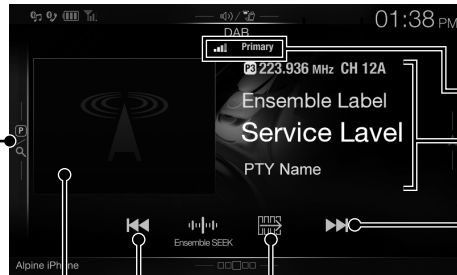 01:38 PM
DAB
Primary
P3 223.936 MHz CH 12A
Ensemble Label
Service Lavel
PTY Name
P
Ensemble SEEK
Alpine iPhone